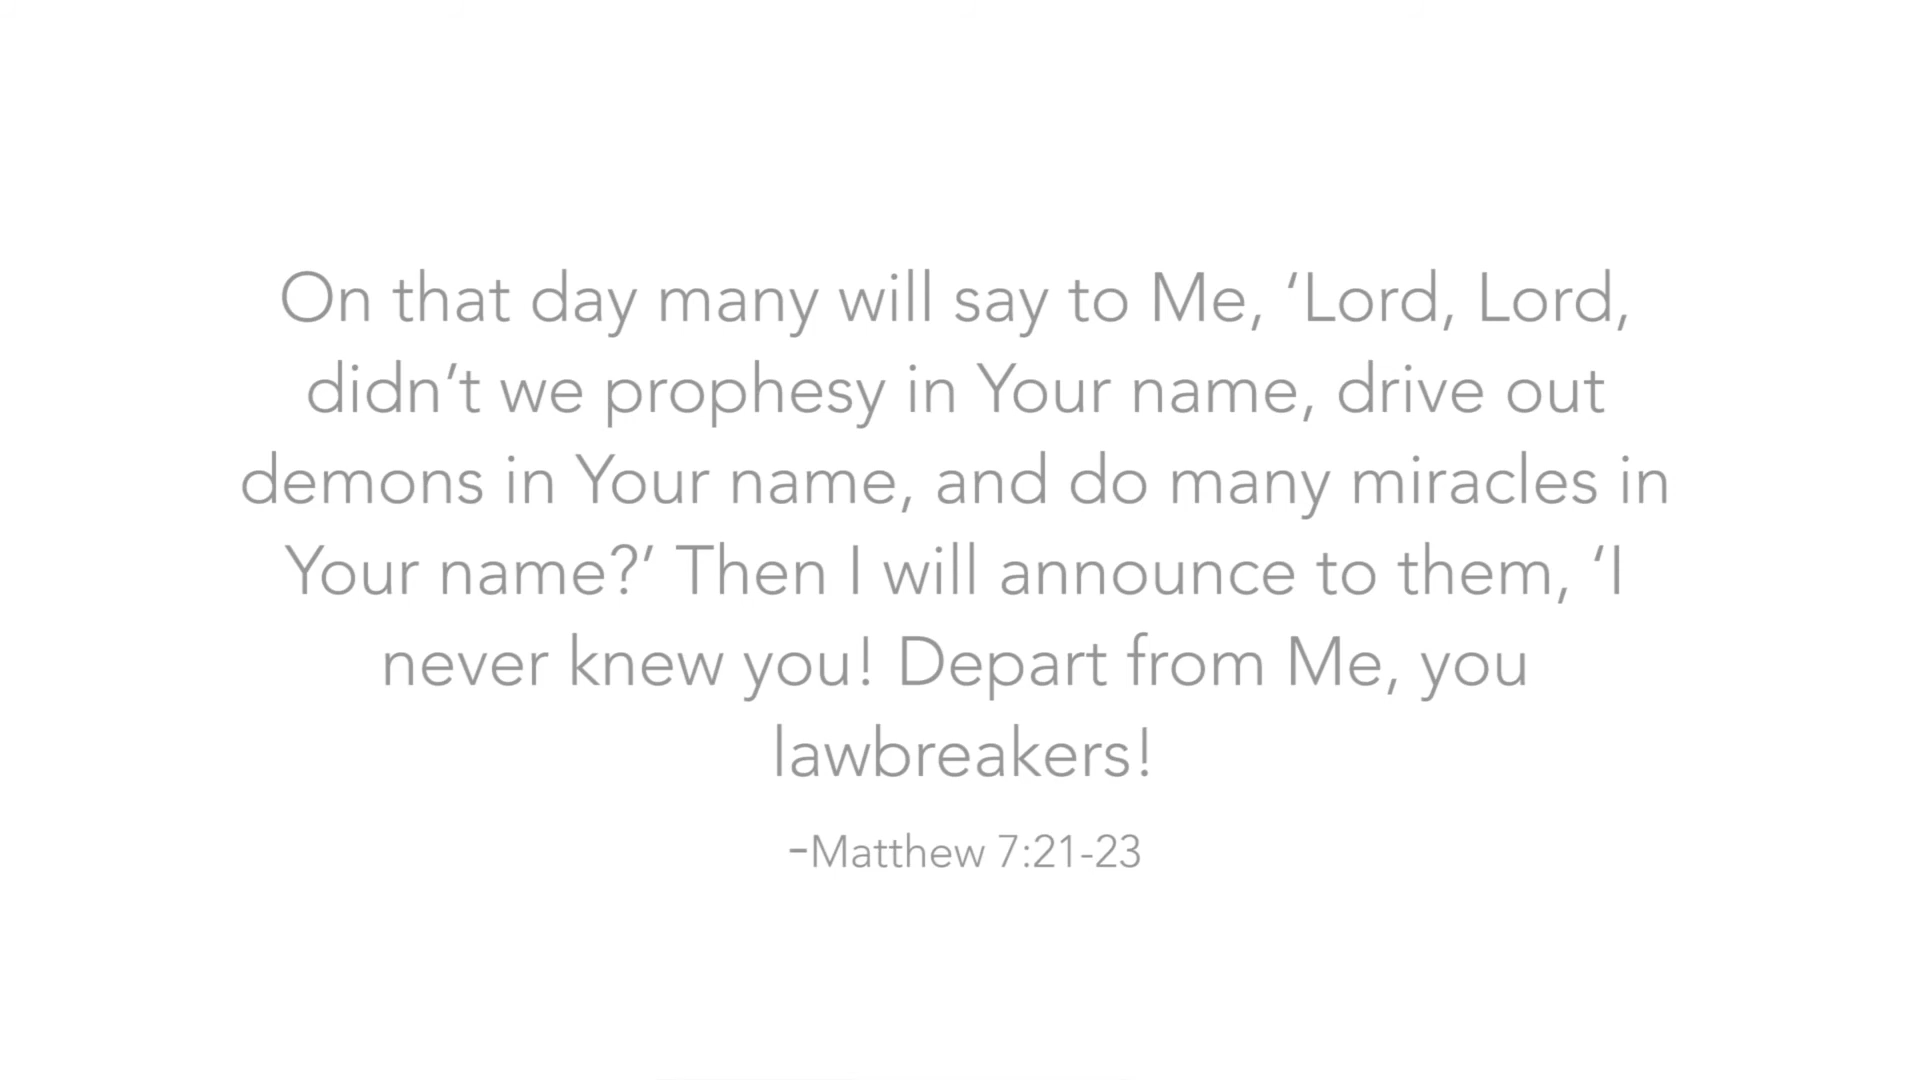 On that day many will say to Me, ‘Lord, Lord,
didn’t we prophesy in Your name, drive out
demons in Your name, and do many miracles in
Your name?’ Then I will announce to them, ‘I
never knew you! Depart from Me, you
lawbreakers!
–Matthew 7:21-23